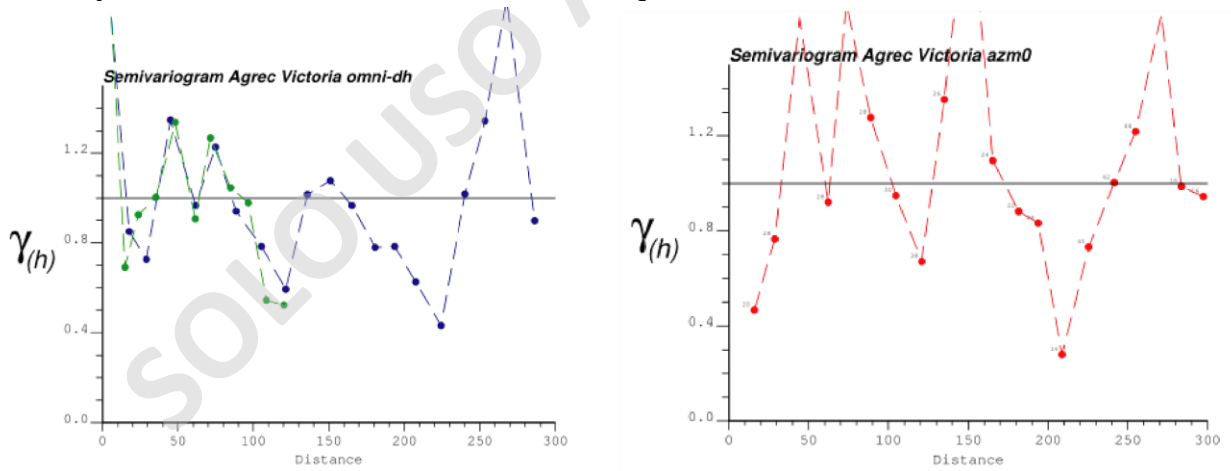 Semivariogram Agrec Victoria omni-dh
1.2
0.8
0.4
0.0
γ(h)
0 50 100 150 200 250 300
Distance
SOLO USO
Semivariogram Agrec Victoria azm0
1.2
0.8
0.4
0.0
γ(h)
0 50 100 150 200 250 300
Distance